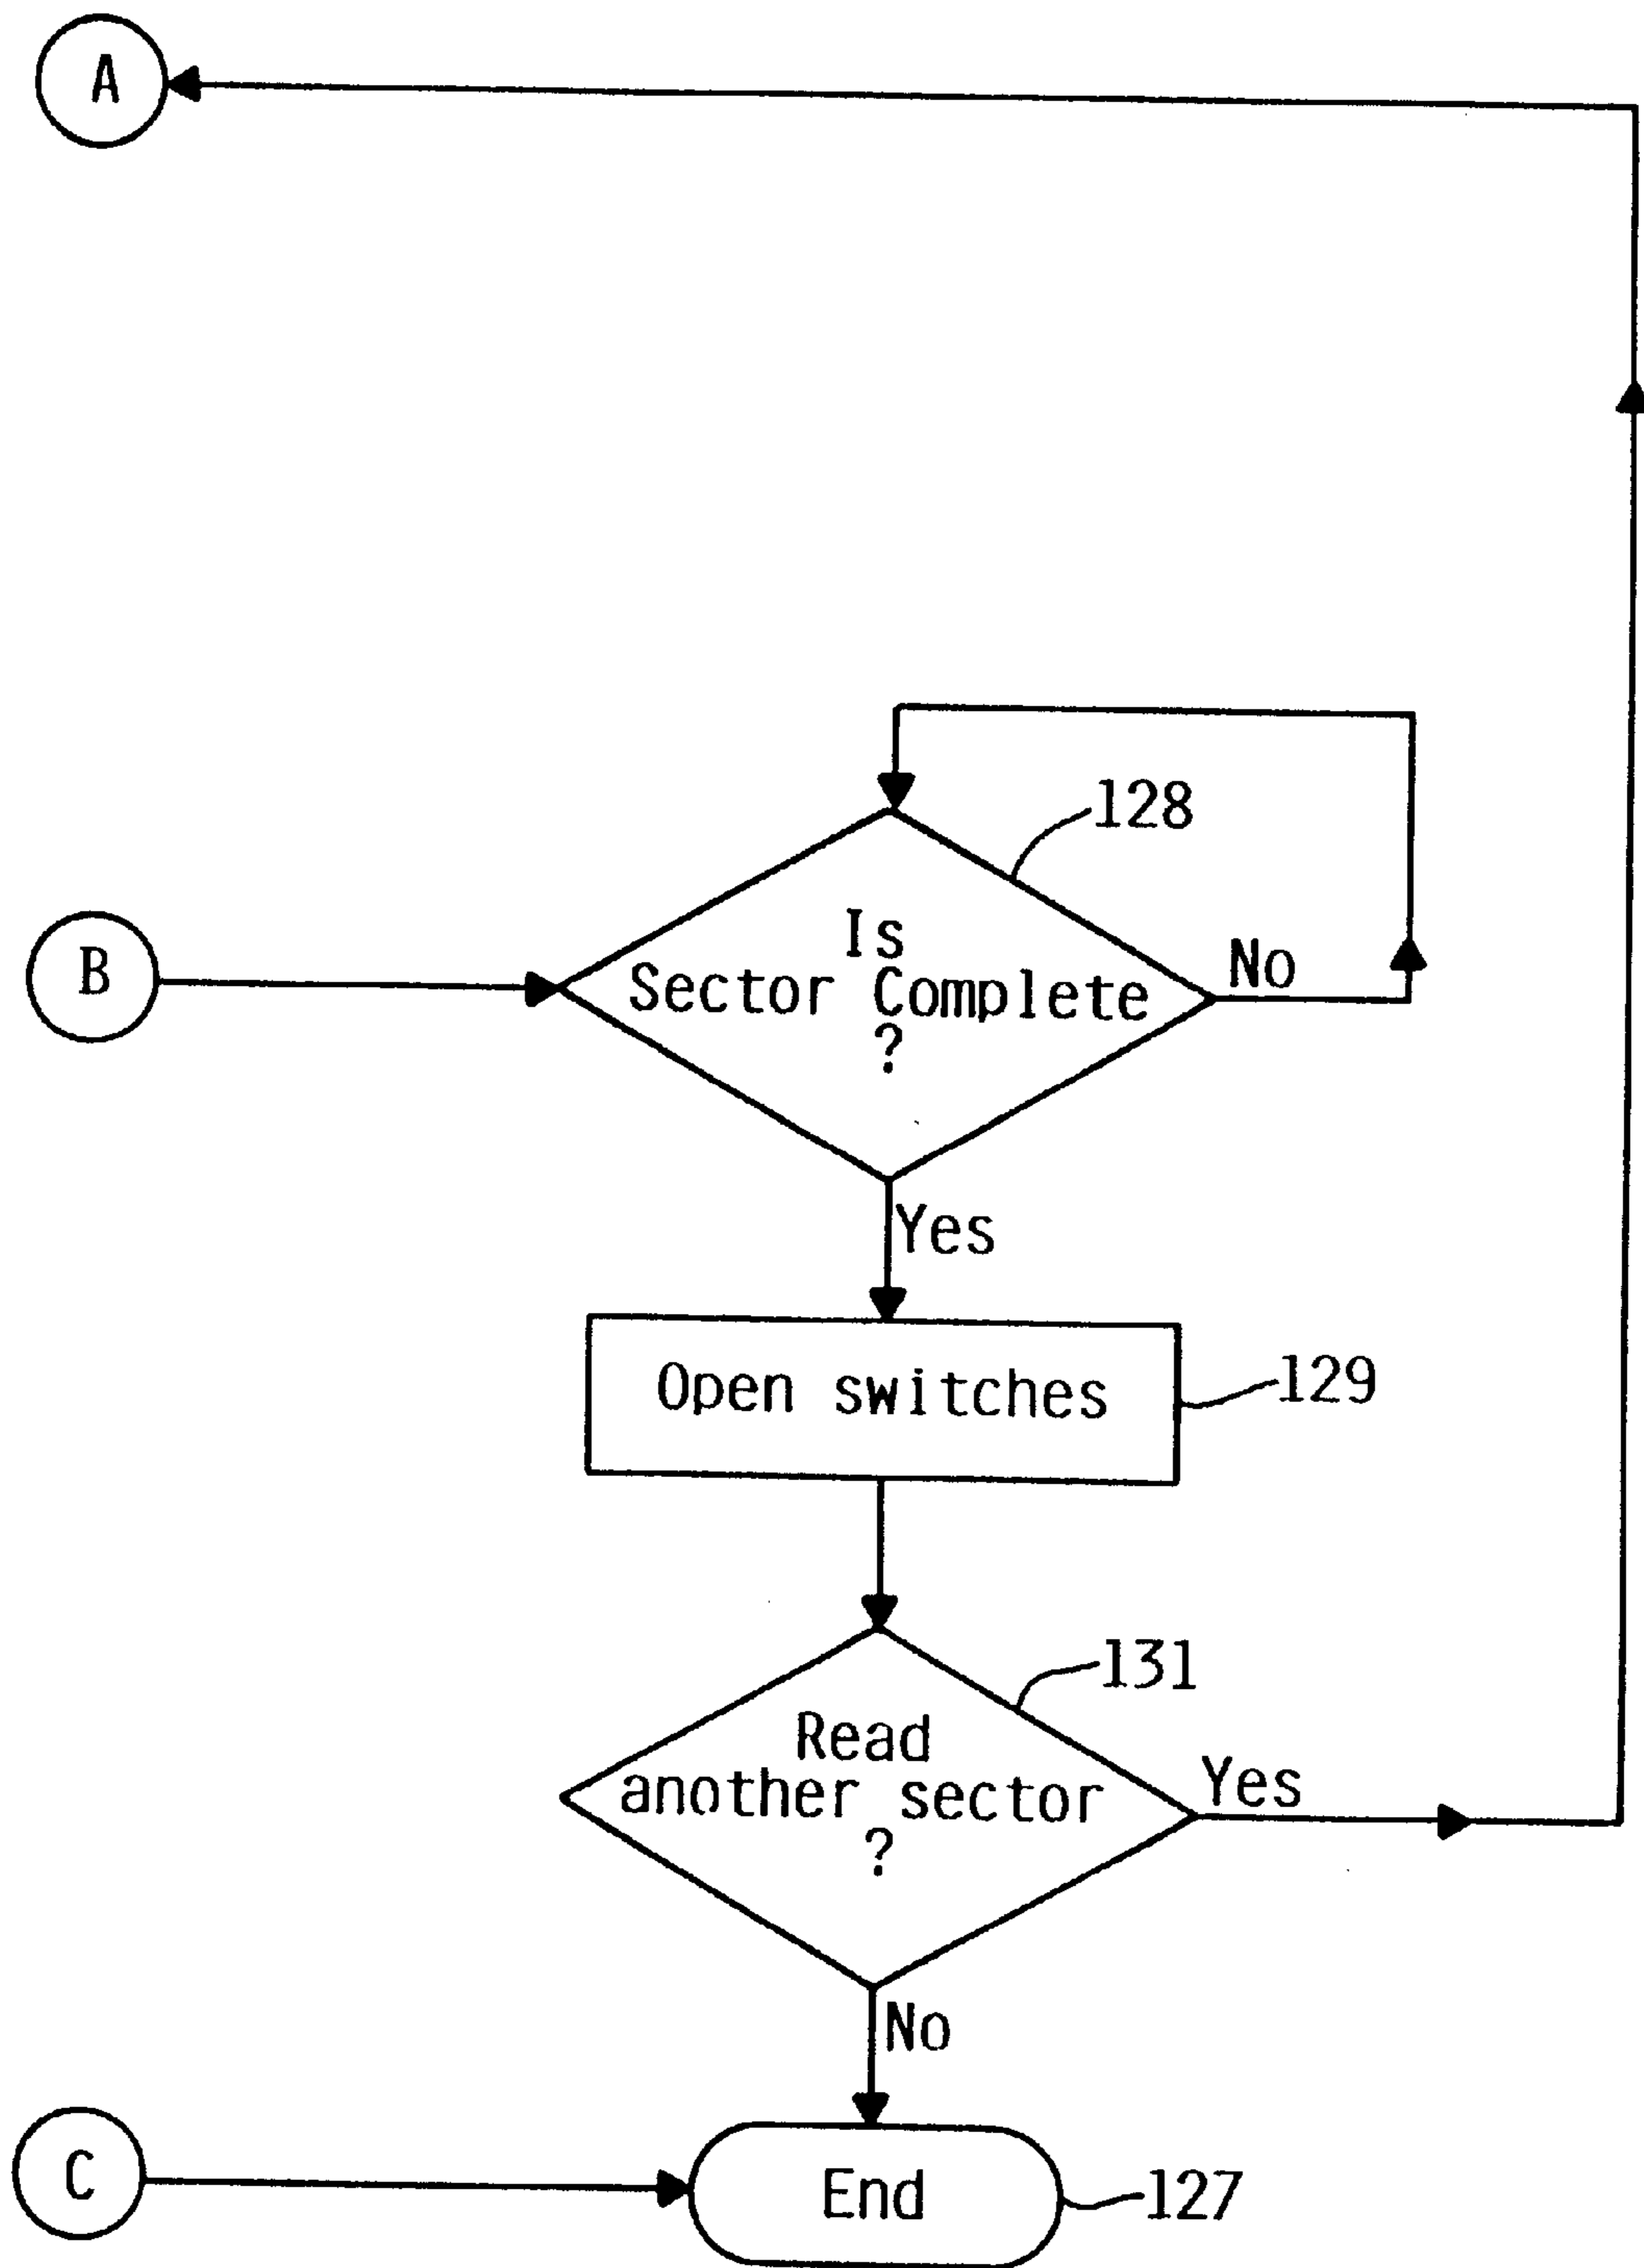 A
128
B
Is
Sector Complete
?
No
Yes
Open switches
129
131
Read
another sector
?
Yes
No
C
End
127